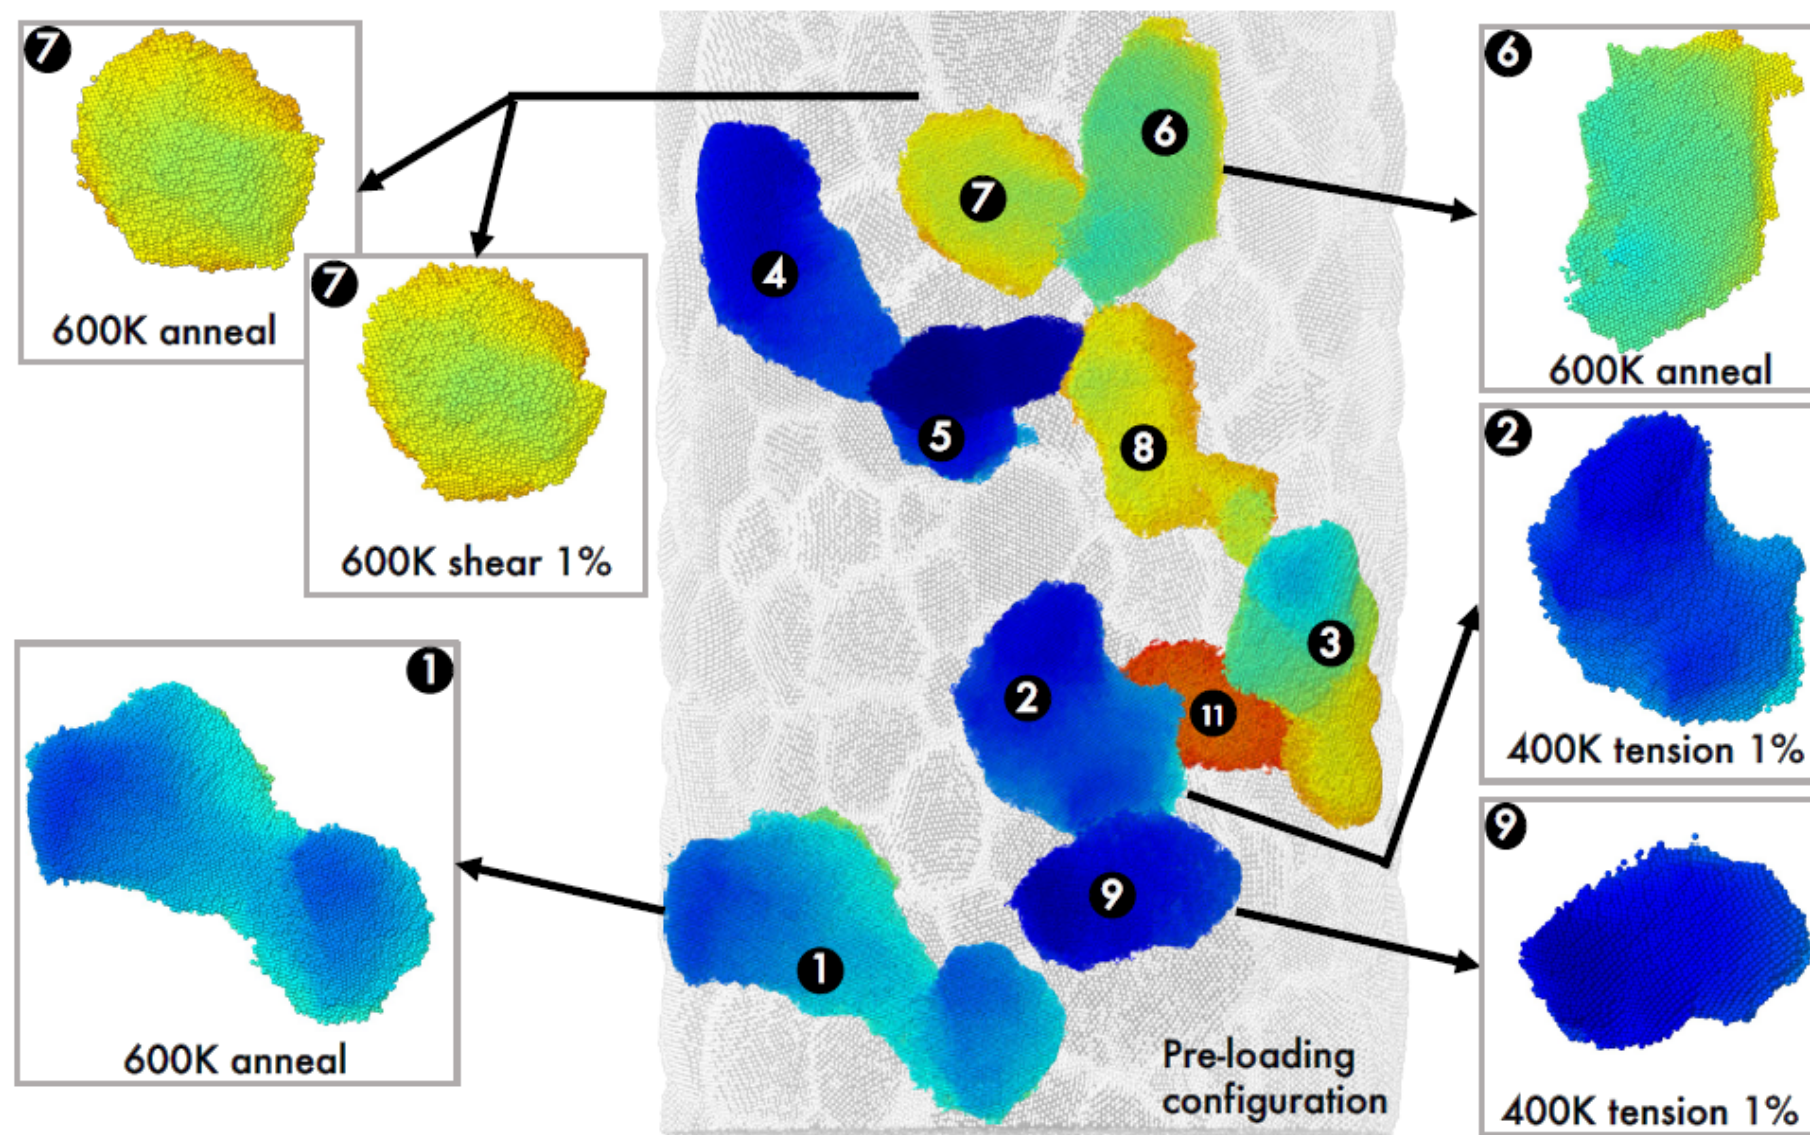 7
600K anneal
7
600K shear 1%
1
600K anneal
6
7
4
5
8
3
2
11
9
1
Pre-loading
configuration
6
600K anneal
2
400K tension 1%
9
400K tension 1%